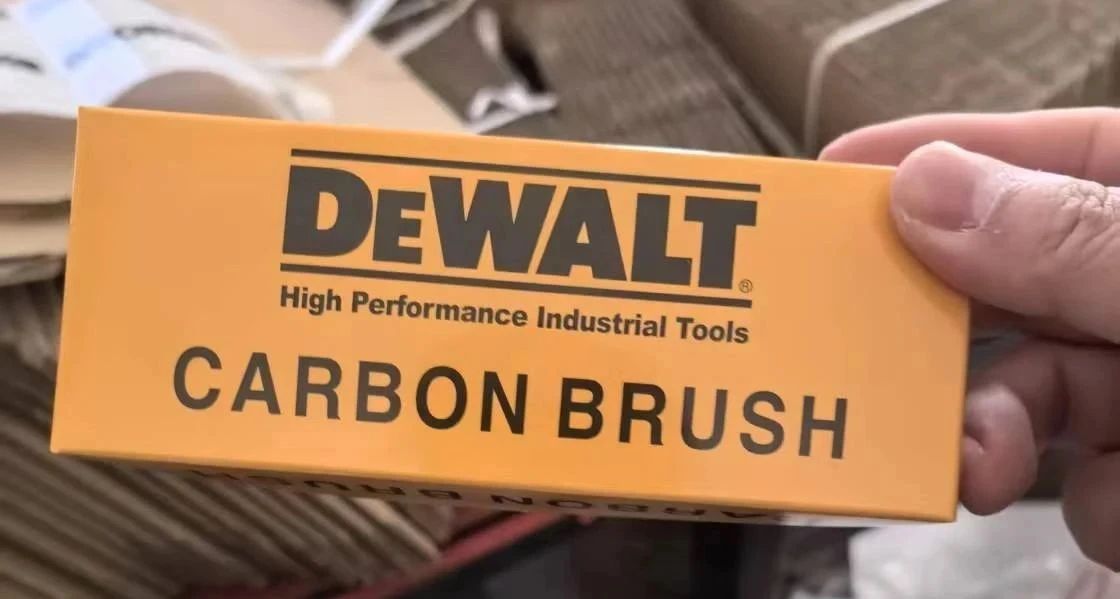 DEWALT®
High Performance Industrial Tools
CARBON BRUSH
CARBON BRUSH